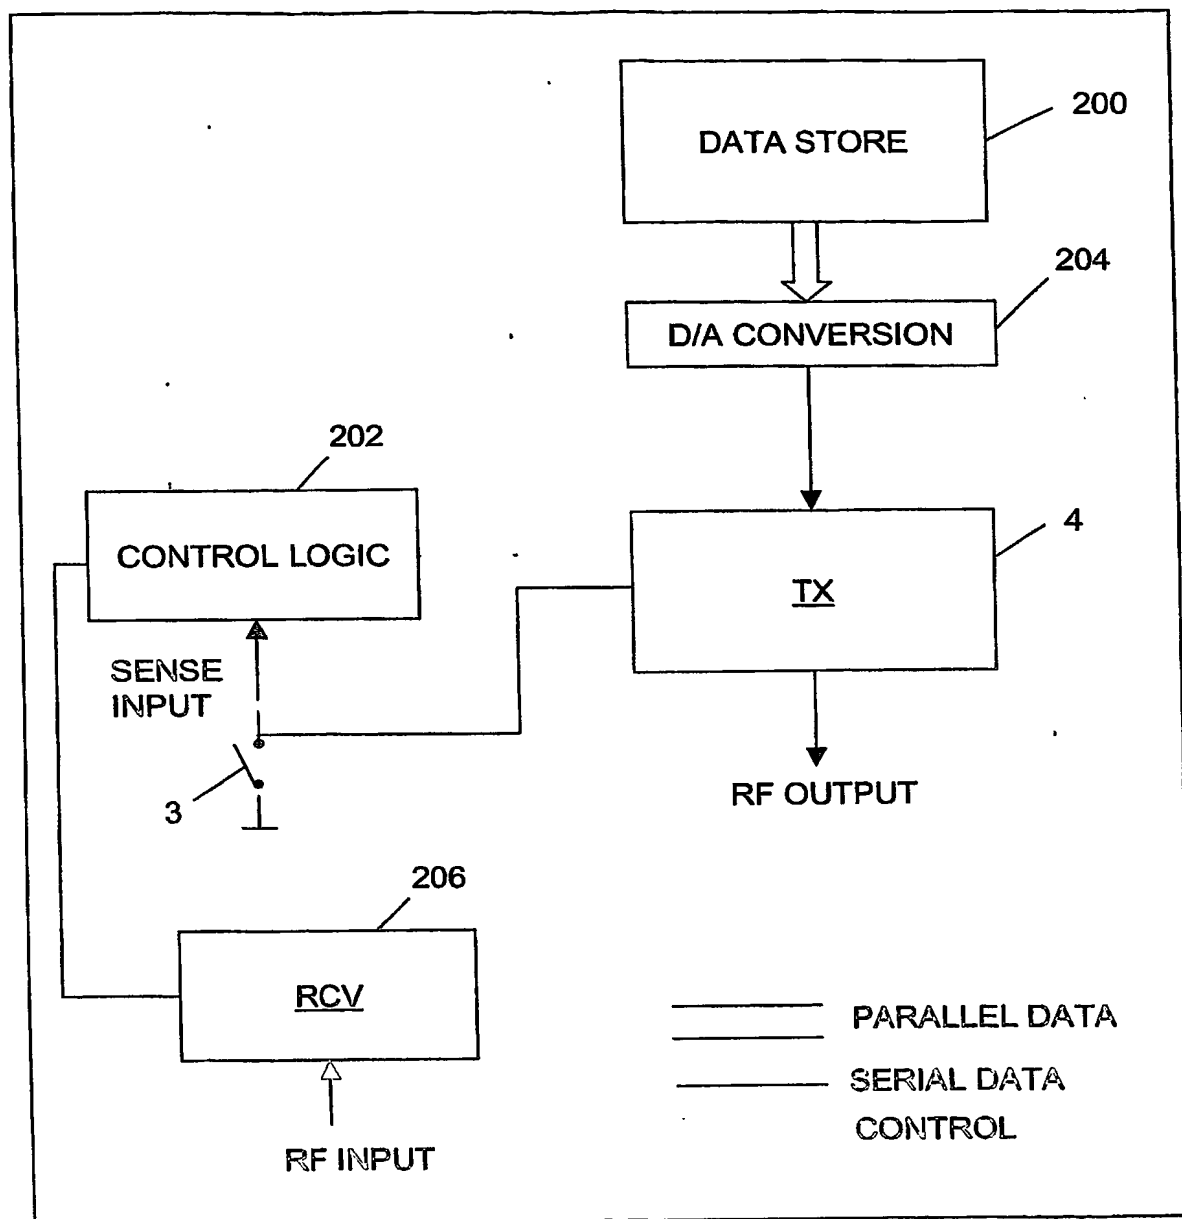 DATA STORE
200
204
D/A CONVERSION
202
CONTROL LOGIC
4
TX
SENSE
INPUT
3
RF OUTPUT
206
RCV
PARALLEL DATA
SERIAL DATA
CONTROL
RF INPUT